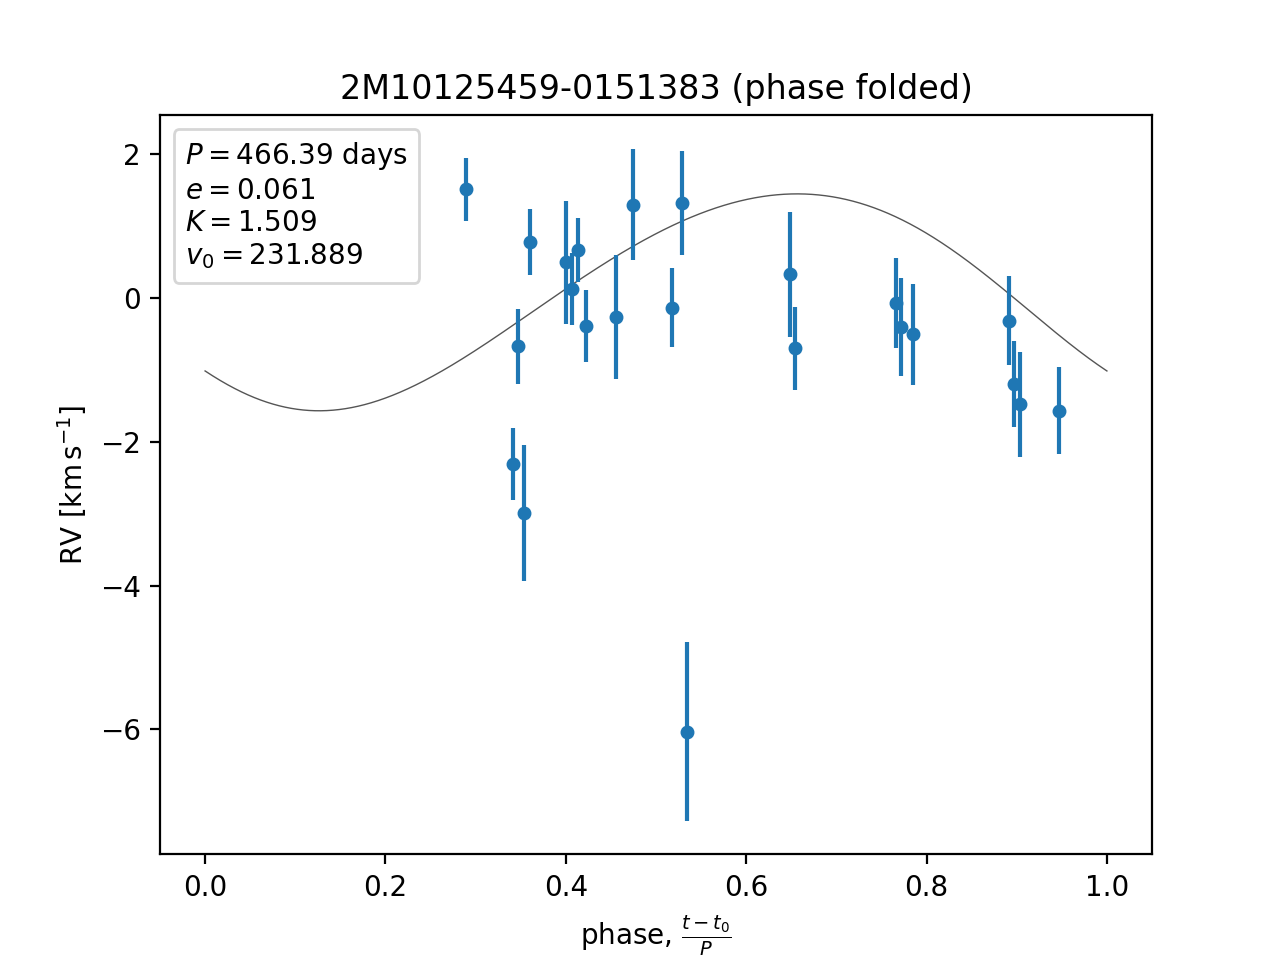 2M10125459-0151383 (phase folded)
P = 466.39 days
e = 0.061
K = 1.509
v₀ = 231.889
2
0
−2
−4
−6
RV [km s⁻¹]
0.0 0.2 0.4 0.6 0.8 1.0
phase, (t − t₀)/P